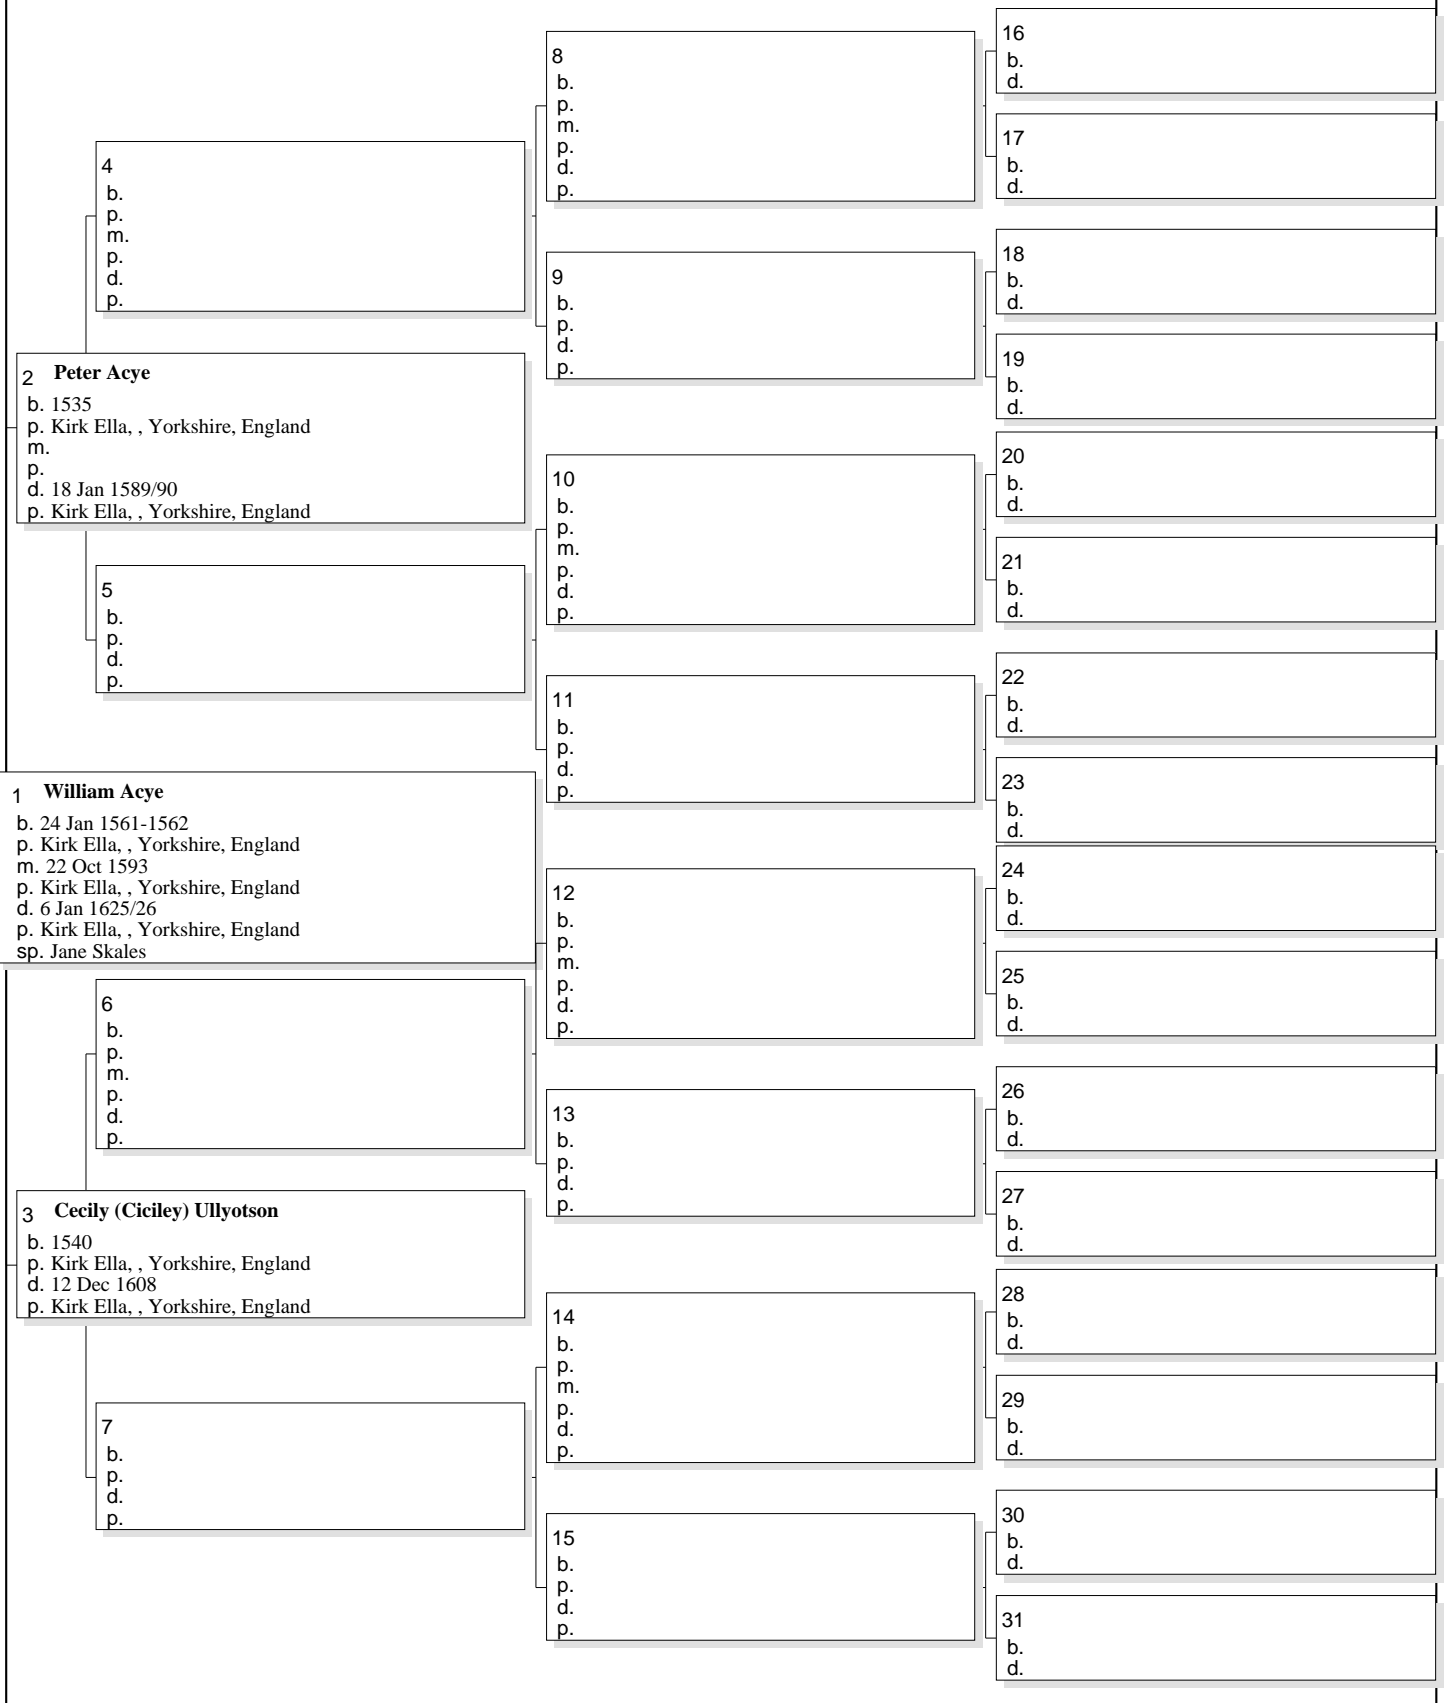 16
b.
d.
8
b.
p.
m.
p.
d.
p.
17
b.
d.
4
b.
p.
m.
p.
d.
p.
18
b.
d.
9
b.
p.
d.
p.
19
b.
d.
2 Peter Acye
b. 1535
p. Kirk Ella, , Yorkshire, England
m.
p.
d. 18 Jan 1589/90
p. Kirk Ella, , Yorkshire, England
20
b.
d.
10
b.
p.
m.
p.
d.
p.
21
b.
d.
5
b.
p.
d.
p.
22
b.
d.
11
b.
p.
d.
p.
23
b.
d.
1 William Acye
b. 24 Jan 1561-1562
p. Kirk Ella, , Yorkshire, England
m. 22 Oct 1593
p. Kirk Ella, , Yorkshire, England
d. 6 Jan 1625/26
p. Kirk Ella, , Yorkshire, England
sp. Jane Skales
24
b.
d.
12
b.
p.
m.
p.
d.
p.
25
b.
d.
6
b.
p.
m.
p.
d.
p.
26
b.
d.
13
b.
p.
d.
p.
27
b.
d.
3 Cecily (Ciciley) Ullyotson
b. 1540
p. Kirk Ella, , Yorkshire, England
d. 12 Dec 1608
p. Kirk Ella, , Yorkshire, England
28
b.
d.
14
b.
p.
m.
p.
d.
p.
29
b.
d.
7
b.
p.
d.
p.
30
b.
d.
15
b.
p.
d.
p.
31
b.
d.